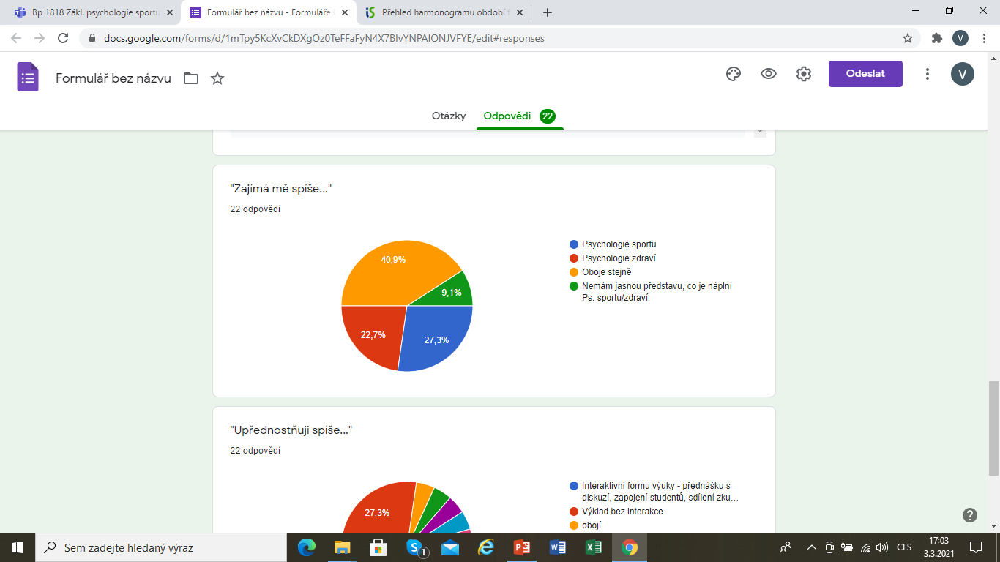 Bp 1818 Zákl. psychologie sportu
Formulář bez názvu - Formuláře
Přehled harmonogramu období f
docs.google.com/forms/d/1mTpy5KcXvCkDXgOz0TeFFaFyN4X7BIvYNPAIONJVFYE/edit#responses
V
Formulář bez názvu
Odeslat
V
Otázky
Odpovědi 22
"Zajímá mě spíše..."
22 odpovědí
40,9%
9,1%
22,7%
27,3%
Psychologie sportu
Psychologie zdraví
Oboje stejně
Nemám jasnou představu, co je náplní
Ps. sportu/zdraví
"Upřednostňuji spíše..."
22 odpovědí
27,3%
Interaktivní formu výuky - přednášku s
diskuzí, zapojení studentů, sdílení zku...
Výklad bez interakce
obojí
Sem zadejte hledaný výraz
1
CES
17:03
3.3.2021